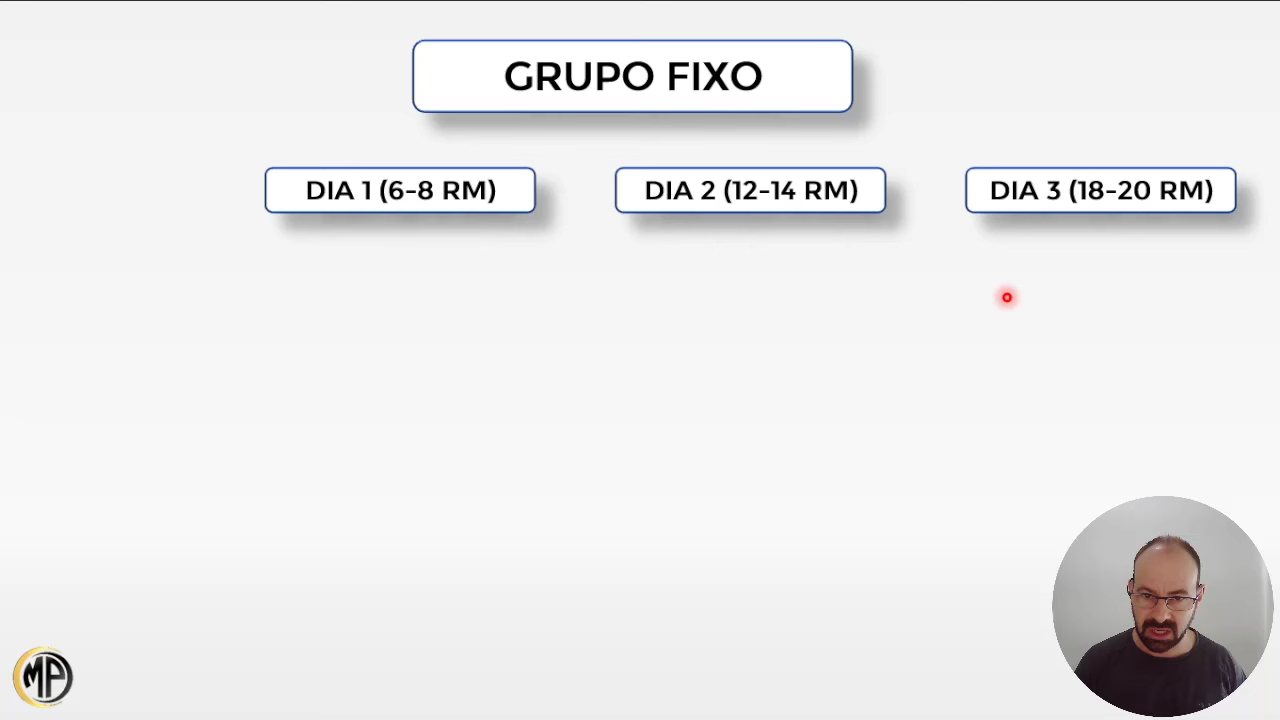 GRUPO FIXO
DIA 1 (6-8 RM)
DIA 2 (12-14 RM)
DIA 3 (18-20 RM)
MP